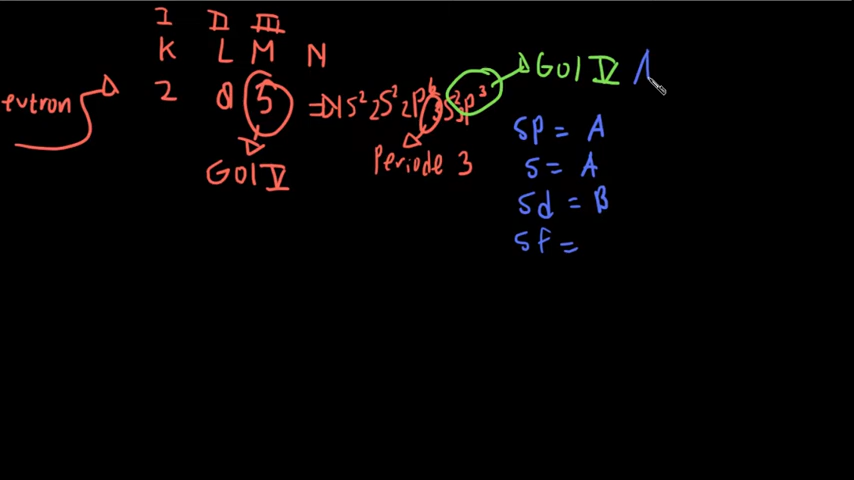 I II III
K L M N
eutron 2 8 5 ⇒ 1S² 2S² 2P⁶ 3S² 3P³ Gol V A
Gol V Periode 3
SP = A
S = A
Sd = B
SF =